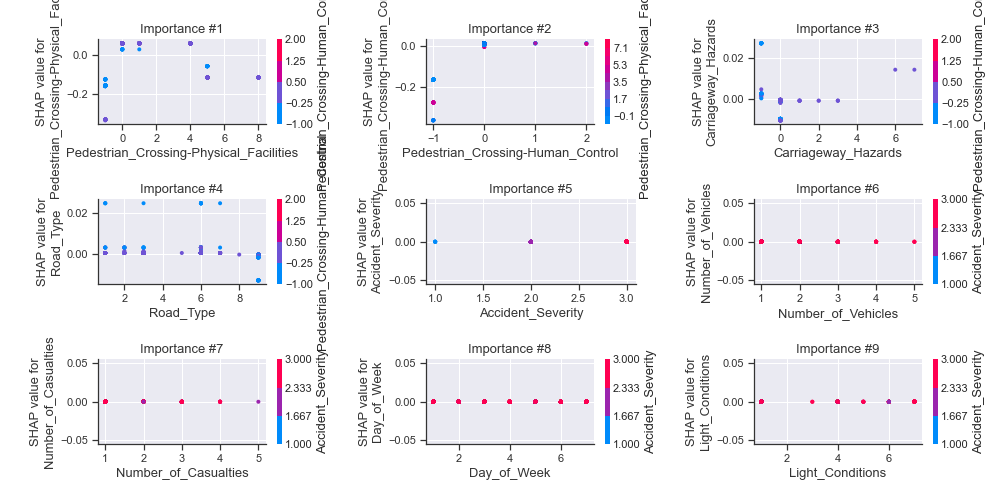 Importance #1
SHAP value for
Pedestrian_Crossing-Physical_Fac
0.0
−0.2
0
2
4
6
8
Pedestrian_Crossing-Physical_Facilities
2.00
1.25
0.50
−0.25
−1.00
Pedestrian_Crossing-Human_Control
Importance #2
SHAP value for
Pedestrian_Crossing-Human_Co
0.0
−0.2
−1
0
1
2
Pedestrian_Crossing-Human_Control
7.1
5.3
3.5
1.7
−0.1
Pedestrian_Crossing-Physical_Fac
Importance #3
SHAP value for
Carriageway_Hazards
0.02
0.00
0
2
4
6
Carriageway_Hazards
2.00
1.25
0.50
−0.25
−1.00
Pedestrian_Crossing-Human_Co
Importance #4
SHAP value for
Road_Type
0.02
0.00
2
4
6
8
Road_Type
2.00
1.25
0.50
−0.25
−1.00
Pedestrian_Crossing-Human_Control
Importance #5
SHAP value for
Accident_Severity
0.05
0.00
−0.05
1.0
1.5
2.0
2.5
3.0
Accident_Severity
Importance #6
SHAP value for
Number_of_Vehicles
0.05
0.00
−0.05
1
2
3
4
5
Number_of_Vehicles
3.000
2.333
1.667
1.000
Accident_Severity
Importance #7
SHAP value for
Number_of_Casualties
0.05
0.00
−0.05
1
2
3
4
5
Number_of_Casualties
3.000
2.333
1.667
1.000
Accident_Severity
Importance #8
SHAP value for
Day_of_Week
0.05
0.00
−0.05
2
4
6
Day_of_Week
3.000
2.333
1.667
1.000
Accident_Severity
Importance #9
SHAP value for
Light_Conditions
0.05
0.00
−0.05
2
4
6
Light_Conditions
3.000
2.333
1.667
1.000
Accident_Severity